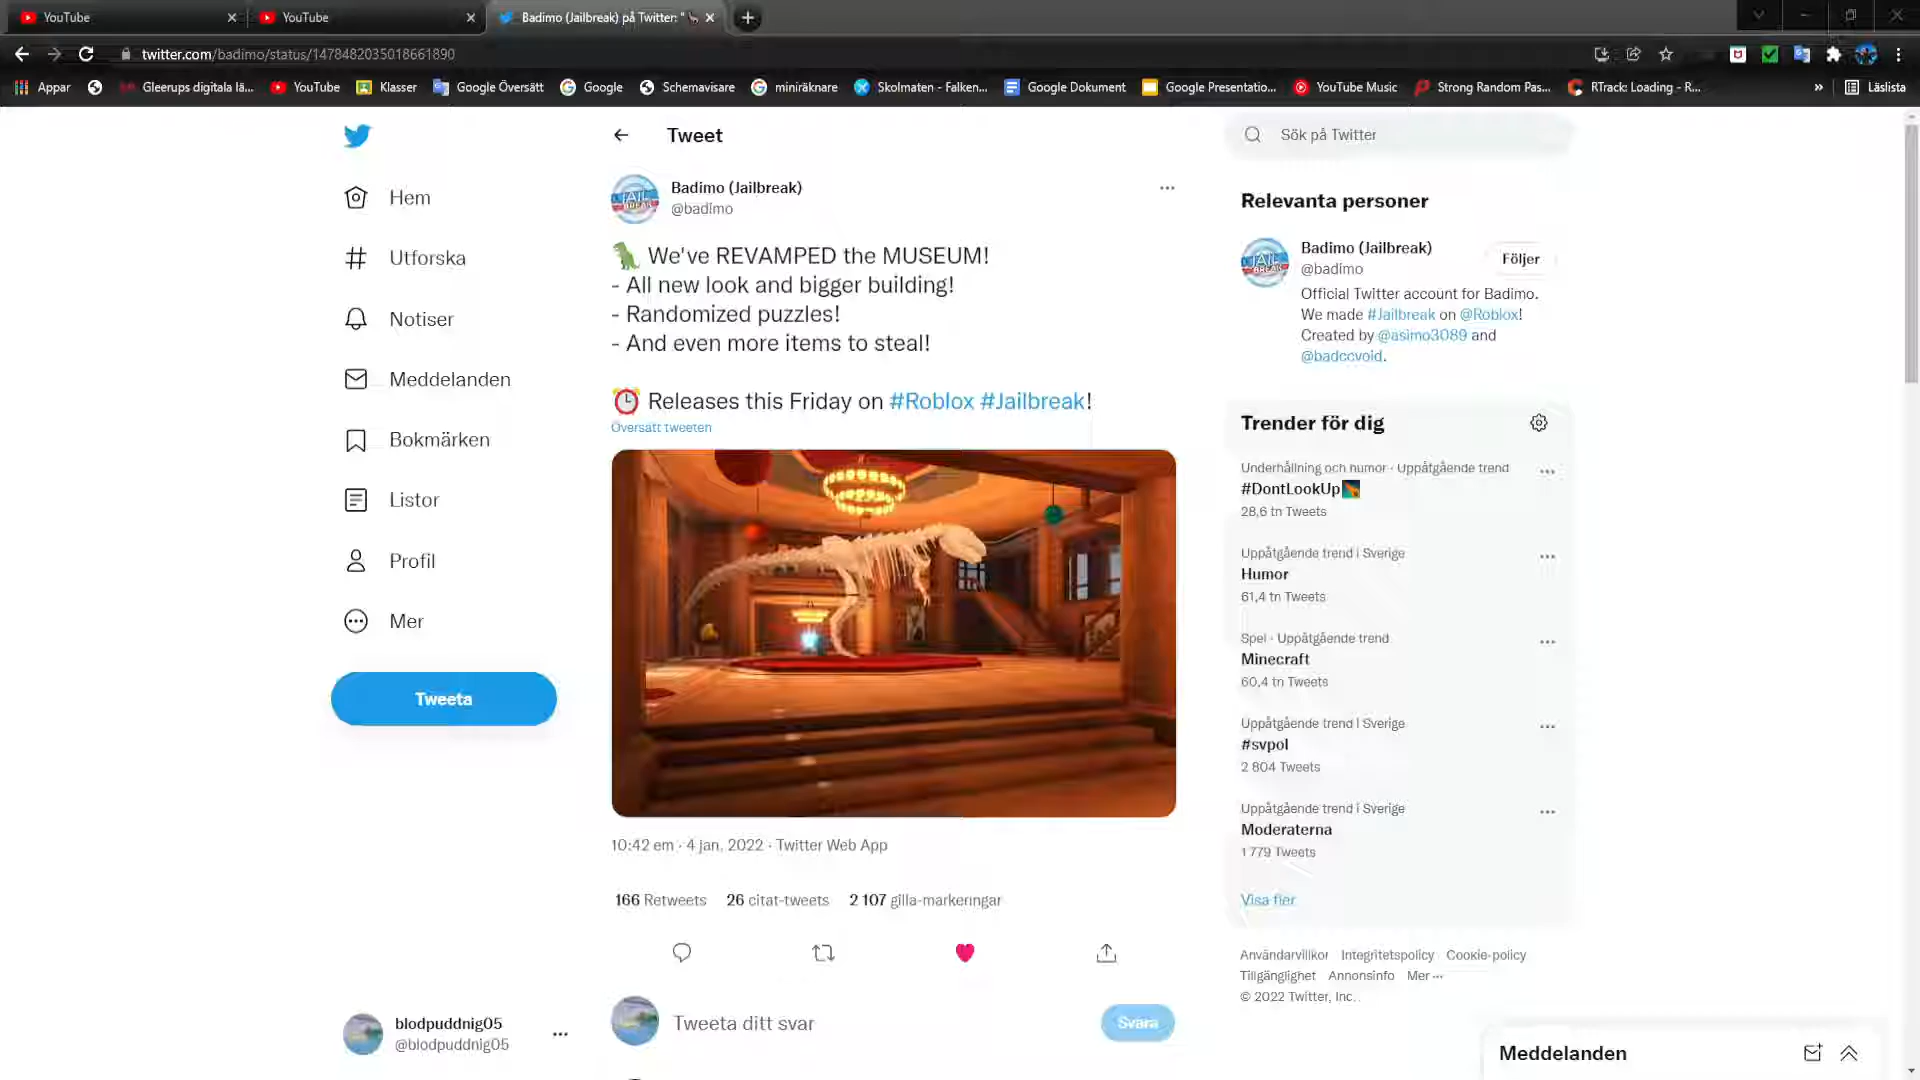 YouTube
YouTube
Badimo (Jailbreak) på Twitter: "
twitter.com/badimo/status/1478482035018661890
Appar
Gleerups digitala lä...
YouTube
Klasser
Google Översätt
Google
Schemavisare
miniräknare
Skolmaten - Falken...
Google Dokument
Google Presentatio...
YouTube Music
Strong Random Pas...
RTrack: Loading - R...
»
Läslista
Tweet
Sök på Twitter
Hem
Utforska
Notiser
Meddelanden
Bokmärken
Listor
Profil
Mer
Tweeta
blodpuddnig05
@blodpuddnig05
Badimo (Jailbreak)
@badimo
🦖 We've REVAMPED the MUSEUM!
- All new look and bigger building!
- Randomized puzzles!
- And even more items to steal!
⏰ Releases this Friday on #Roblox #Jailbreak!
Översätt tweeten
10:42 em · 4 jan. 2022 · Twitter Web App
166 Retweets 26 citat-tweets 2 107 gilla-markeringar
Tweeta ditt svar
Svara
Relevanta personer
Badimo (Jailbreak)
@badimo
Följer
Official Twitter account for Badimo.
We made #Jailbreak on @Roblox!
Created by @asimo3089 and
@badccvoid.
Trender för dig
Underhållning och humor · Uppåtgående trend
#DontLookUp
28,6 tn Tweets
Uppåtgående trend i Sverige
Humor
61,4 tn Tweets
Spel · Uppåtgående trend
Minecraft
60,4 tn Tweets
Uppåtgående trend i Sverige
#svpol
2 804 Tweets
Uppåtgående trend i Sverige
Moderaterna
1 779 Tweets
Visa fler
Användarvillkor Integritetspolicy Cookie-policy
Tillgänglighet Annonsinfo Mer ···
© 2022 Twitter, Inc.
Meddelanden